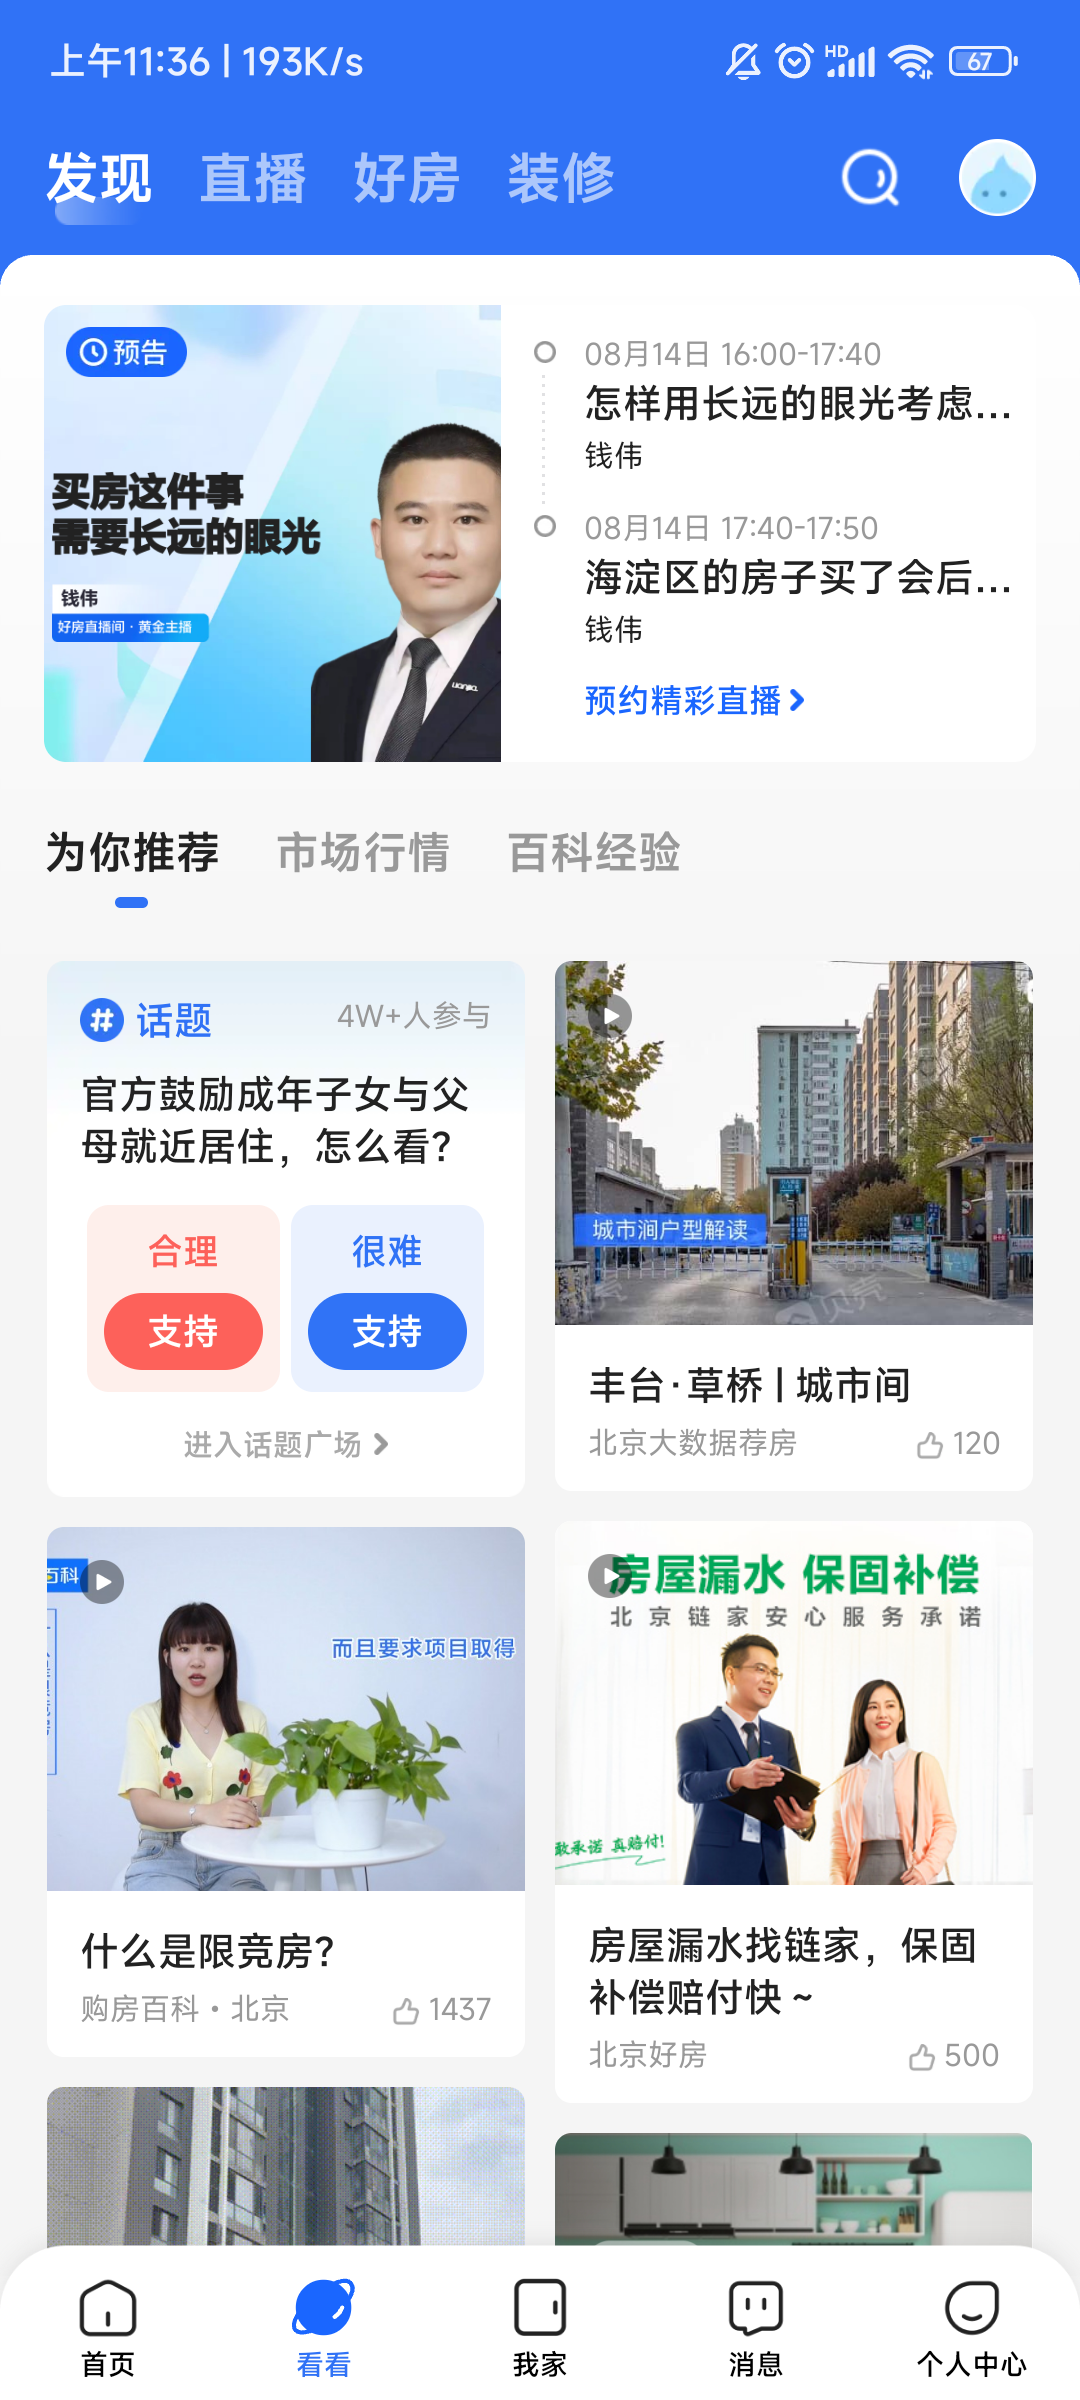 上午11:36 | 193K/s
HD
67
发现 直播 好房 装修
预告
买房这件事
需要长远的眼光
钱伟
好房直播间·黄金主播
LIANJIA
08月14日 16:00-17:40
怎样用长远的眼光考虑...
钱伟
08月14日 17:40-17:50
海淀区的房子买了会后...
钱伟
预约精彩直播
为你推荐 市场行情 百科经验
# 话题 4W+人参与
官方鼓励成年子女与父
母就近居住，怎么看?
合理 很难
支持 支持
进入话题广场
城市涧户型解读
贝壳
丰台·草桥 | 城市间
北京大数据荐房 120
百科
而且要求项目取得
什么是限竞房?
购房百科·北京 1437
房屋漏水 保固补偿
北京链家安心服务承诺
敢承诺 真赔付!
房屋漏水找链家，保固
补偿赔付快~
北京好房 500
首页 看看 我家 消息 个人中心